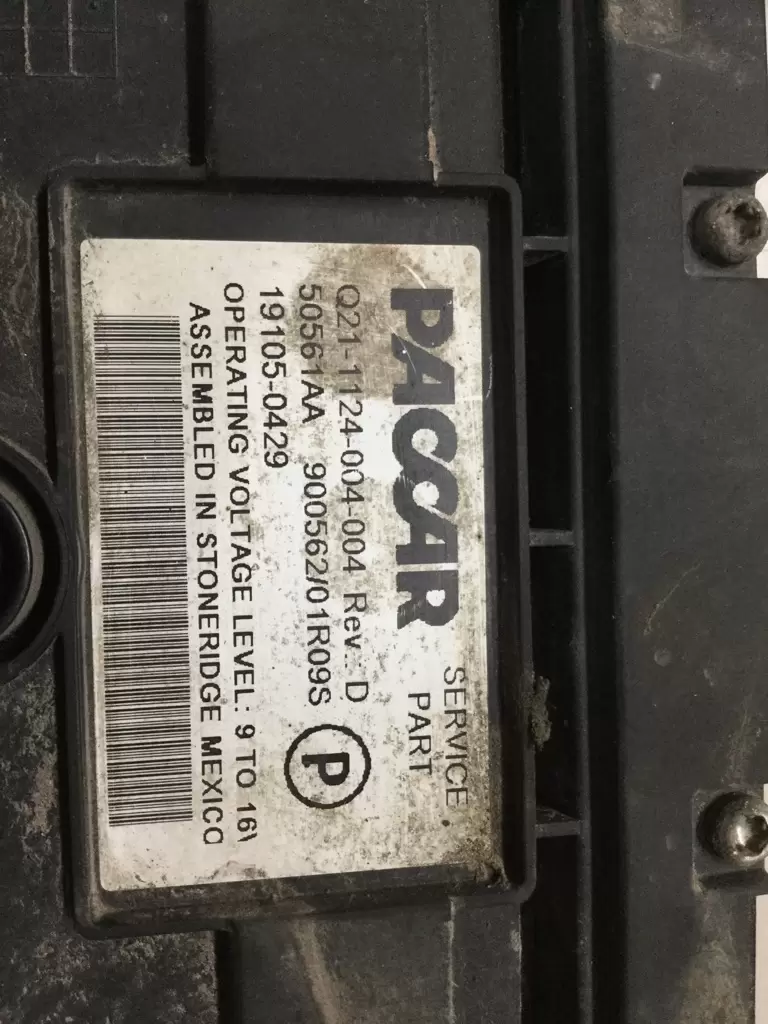 PACCAR SERVICE PART
Q21-1124-004-004 Rev.: D
50561AA 900562/01R09S P
19105-0429
OPERATING VOLTAGE LEVEL: 9 TO 16V
ASSEMBLED IN STONERIDGE MEXICO